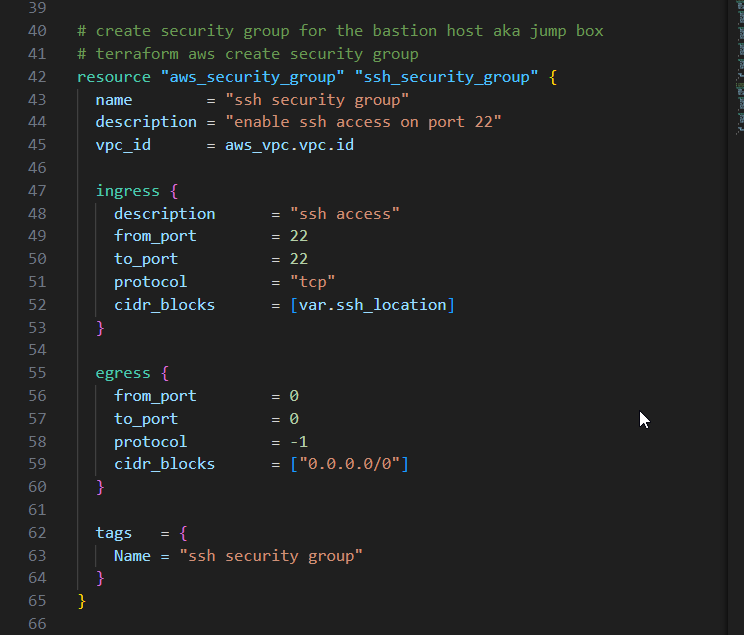 39
40 # create security group for the bastion host aka jump box
41 # terraform aws create security group
42 resource "aws_security_group" "ssh_security_group" {
43   name        = "ssh security group"
44   description = "enable ssh access on port 22"
45   vpc_id      = aws_vpc.vpc.id
46
47   ingress {
48     description      = "ssh access"
49     from_port        = 22
50     to_port          = 22
51     protocol         = "tcp"
52     cidr_blocks      = [var.ssh_location]
53   }
54
55   egress {
56     from_port        = 0
57     to_port          = 0
58     protocol         = -1
59     cidr_blocks      = ["0.0.0.0/0"]
60   }
61
62   tags   = {
63     Name = "ssh security group"
64   }
65 }
66